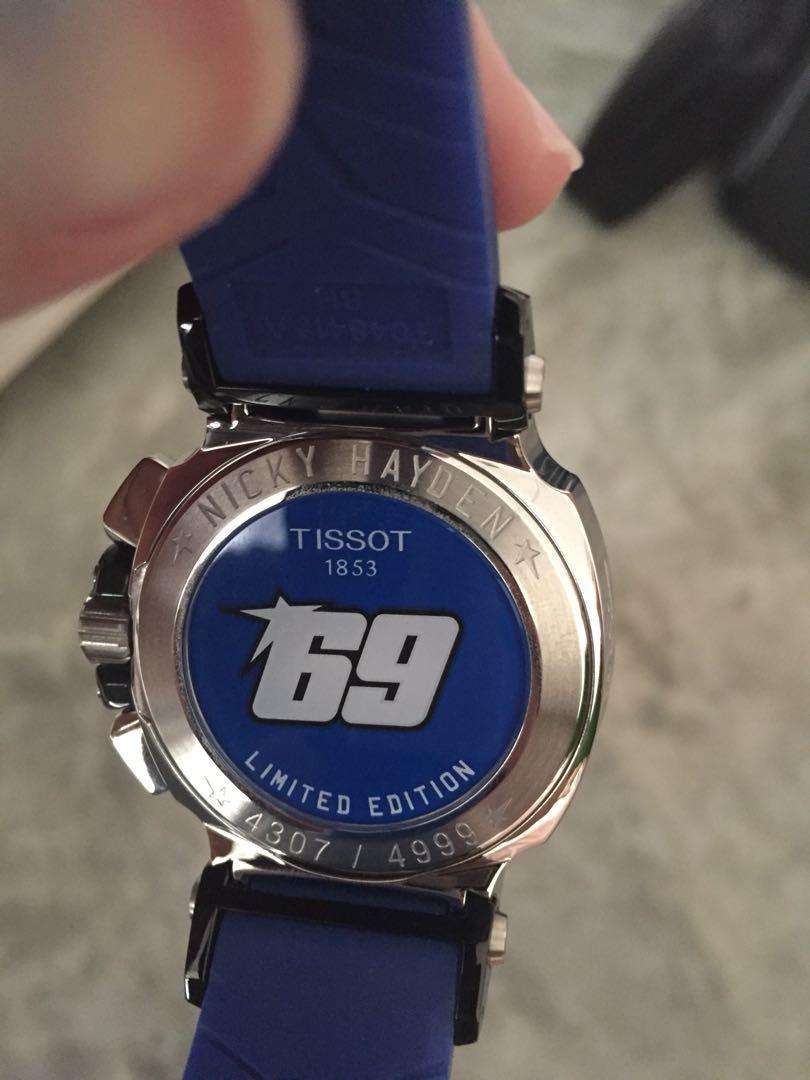 NICKY HAYDEN
TISSOT
1853
69
LIMITED EDITION
4307 / 4999